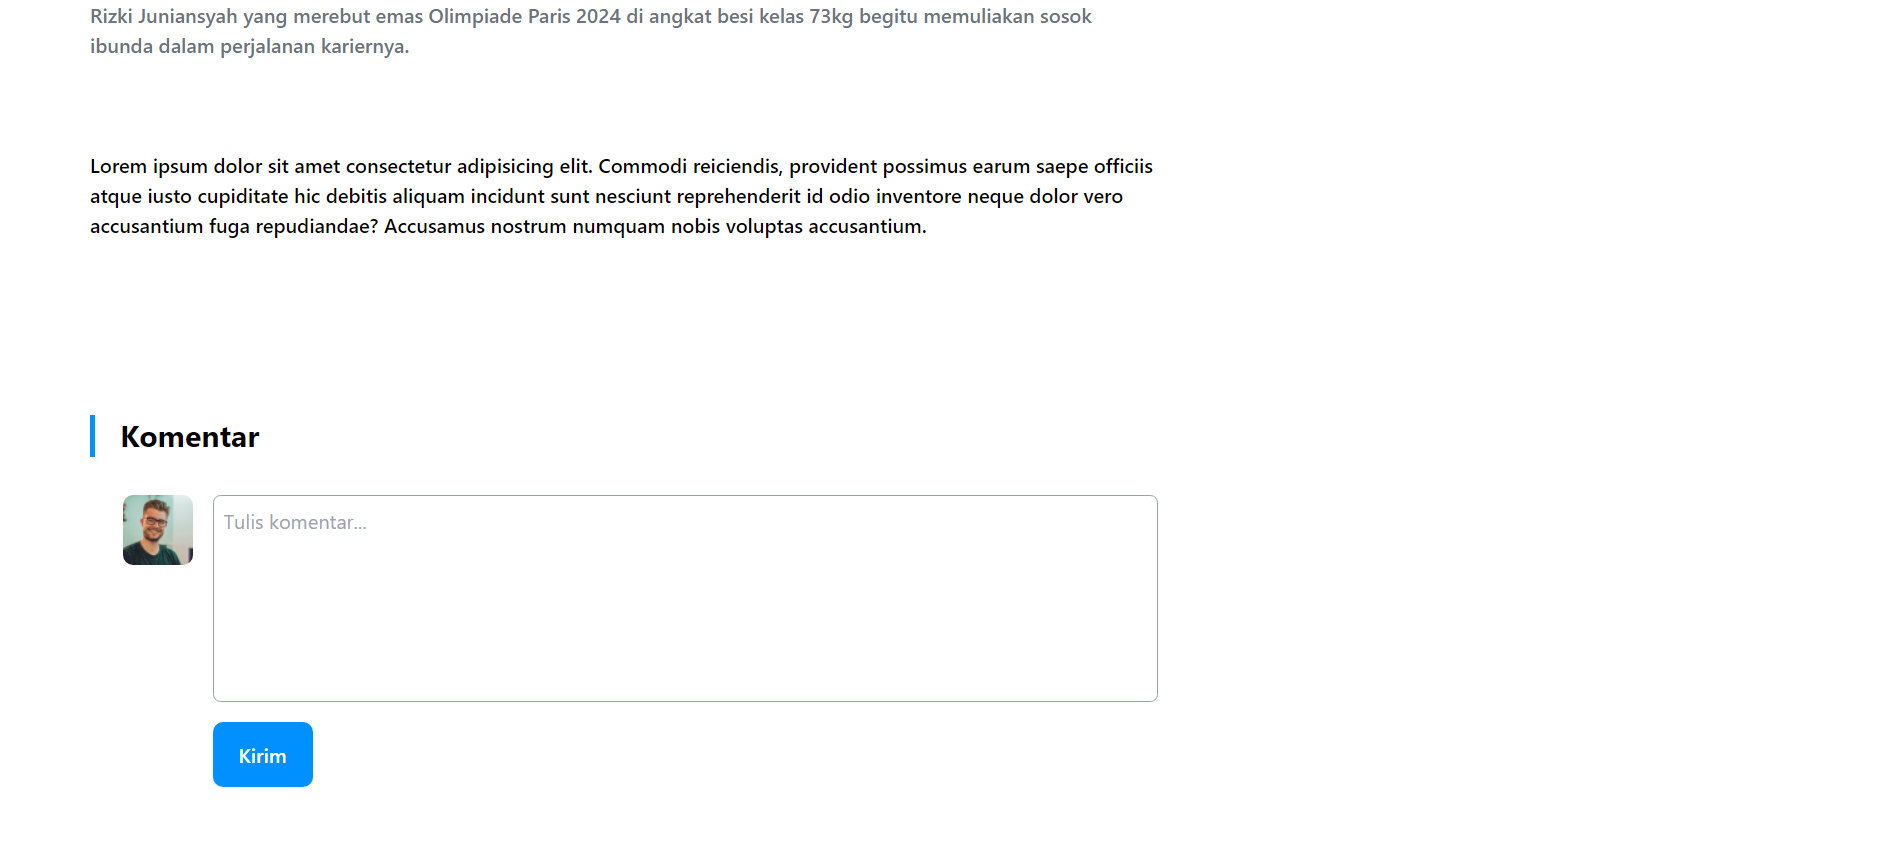 Rizki Juniansyah yang merebut emas Olimpiade Paris 2024 di angkat besi kelas 73kg begitu memuliakan sosok
ibunda dalam perjalanan kariernya.
Lorem ipsum dolor sit amet consectetur adipisicing elit. Commodi reiciendis, provident possimus earum saepe officiis
atque iusto cupiditate hic debitis aliquam incidunt sunt nesciunt reprehenderit id odio inventore neque dolor vero
accusantium fuga repudiandae? Accusamus nostrum numquam nobis voluptas accusantium.
Komentar
Tulis komentar...
Kirim